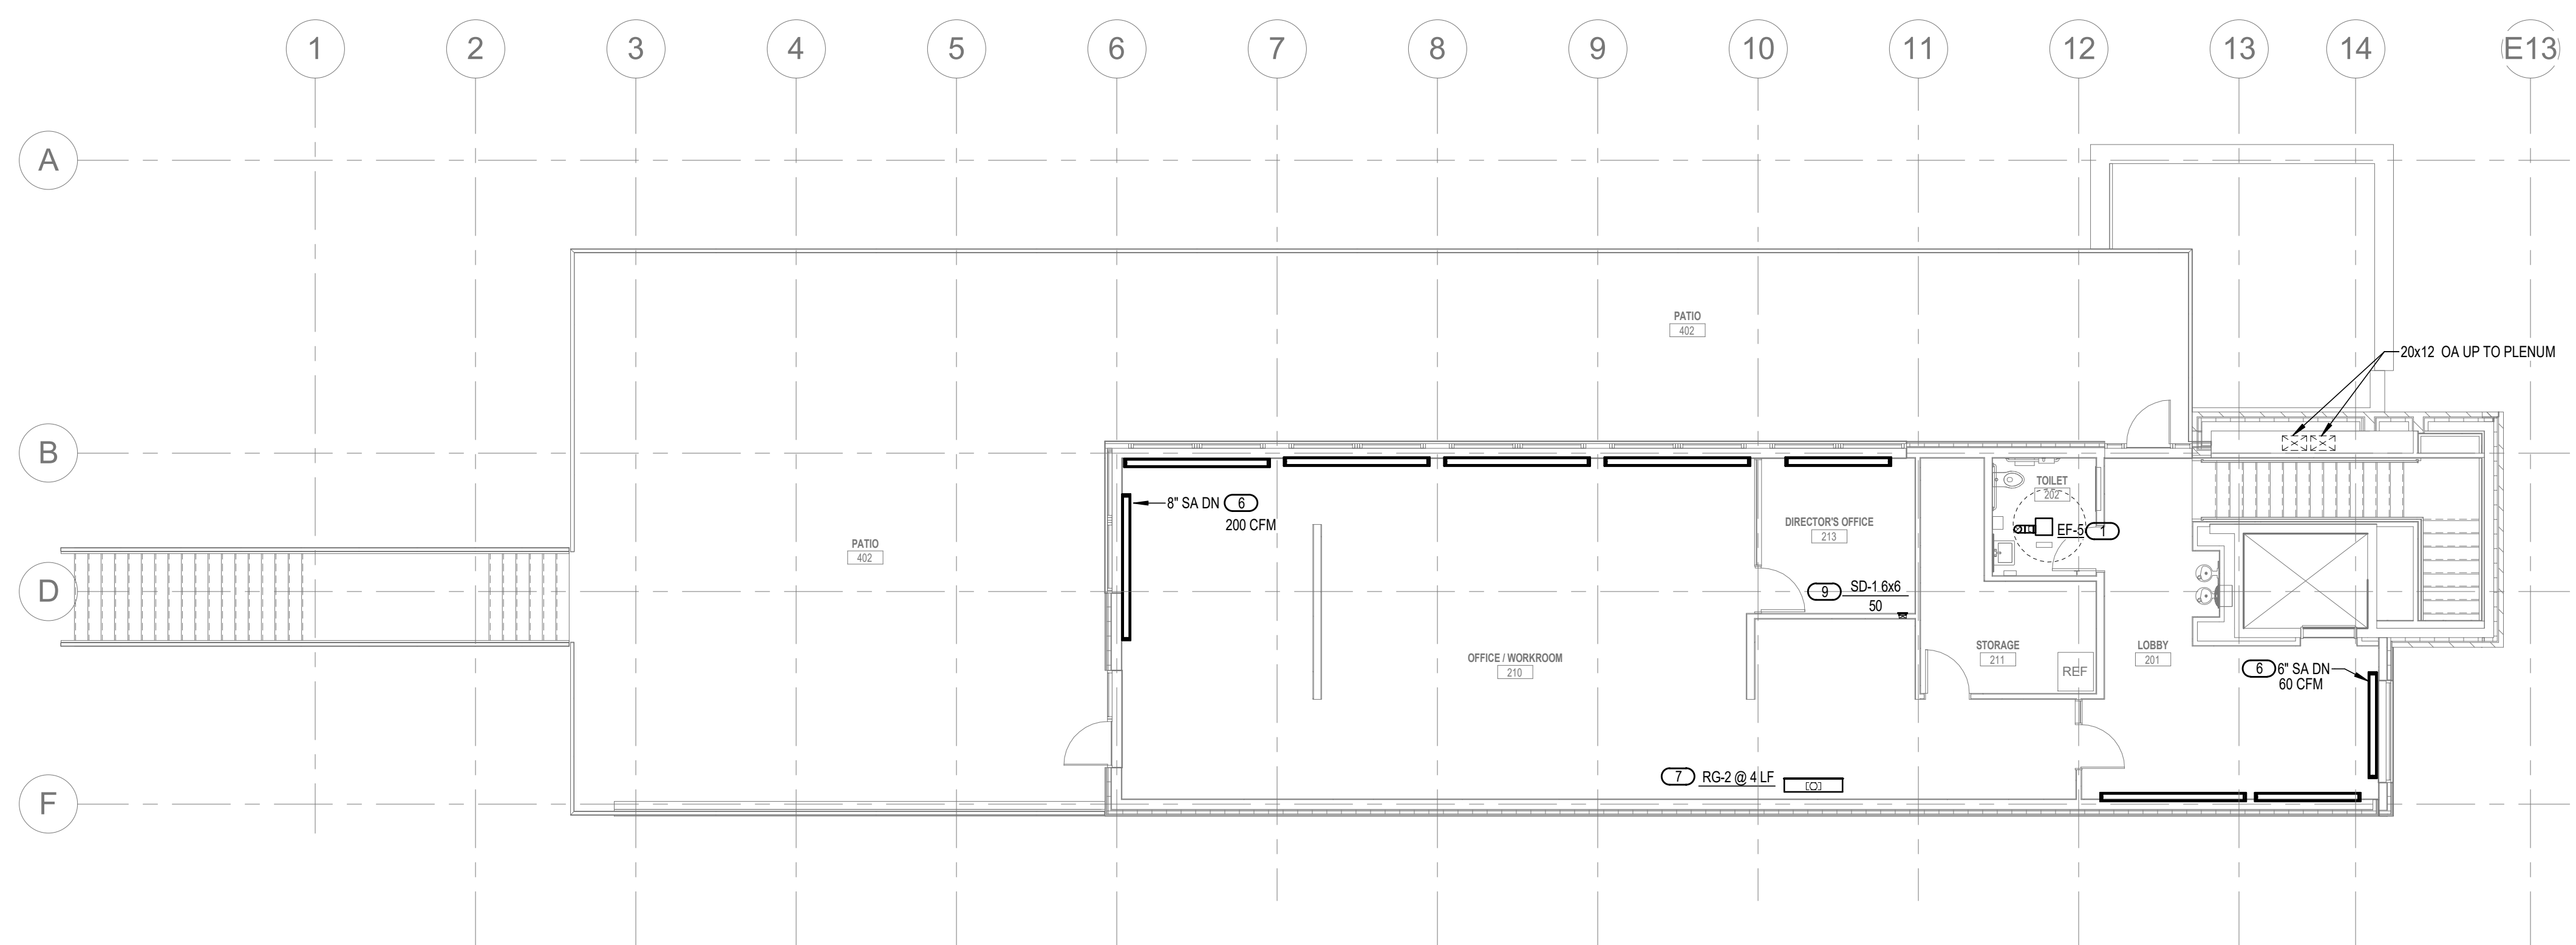 1 2 3 4 5 6 7 8 9 10 11 12 13 14 E13
A
PATIO
402
20x12 OA UP TO PLENUM
B
TOILET
202
8" SA DN 6
200 CFM
DIRECTOR'S OFFICE
213
EF-5 1
PATIO
402
D
9 SD-1 6x6
50
OFFICE / WORKROOM
210
STORAGE
211
REF
LOBBY
201
6 6" SA DN
60 CFM
7 RG-2 @ 4 LF
F